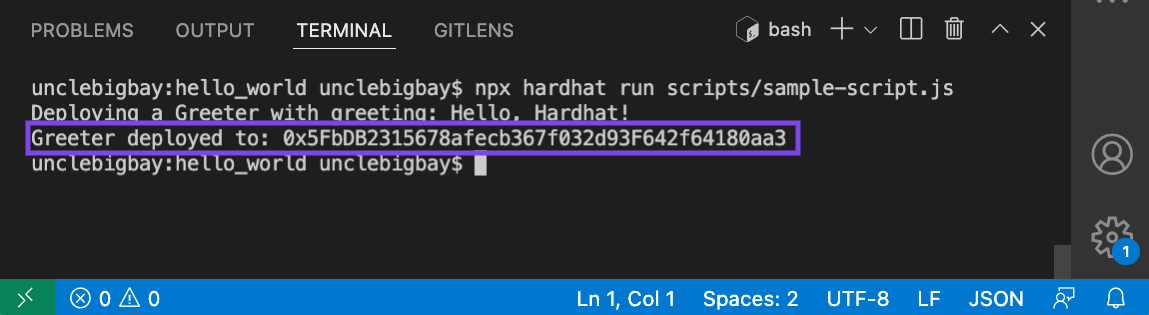 PROBLEMS OUTPUT TERMINAL GITLENS bash
unclebigbay:hello_world unclebigbay$ npx hardhat run scripts/sample-script.js
Deploying a Greeter with greeting: Hello, Hardhat!
Greeter deployed to: 0x5FbDB2315678afecb367f032d93F642f64180aa3
unclebigbay:hello_world unclebigbay$
1
0 0 Ln 1, Col 1 Spaces: 2 UTF-8 LF JSON